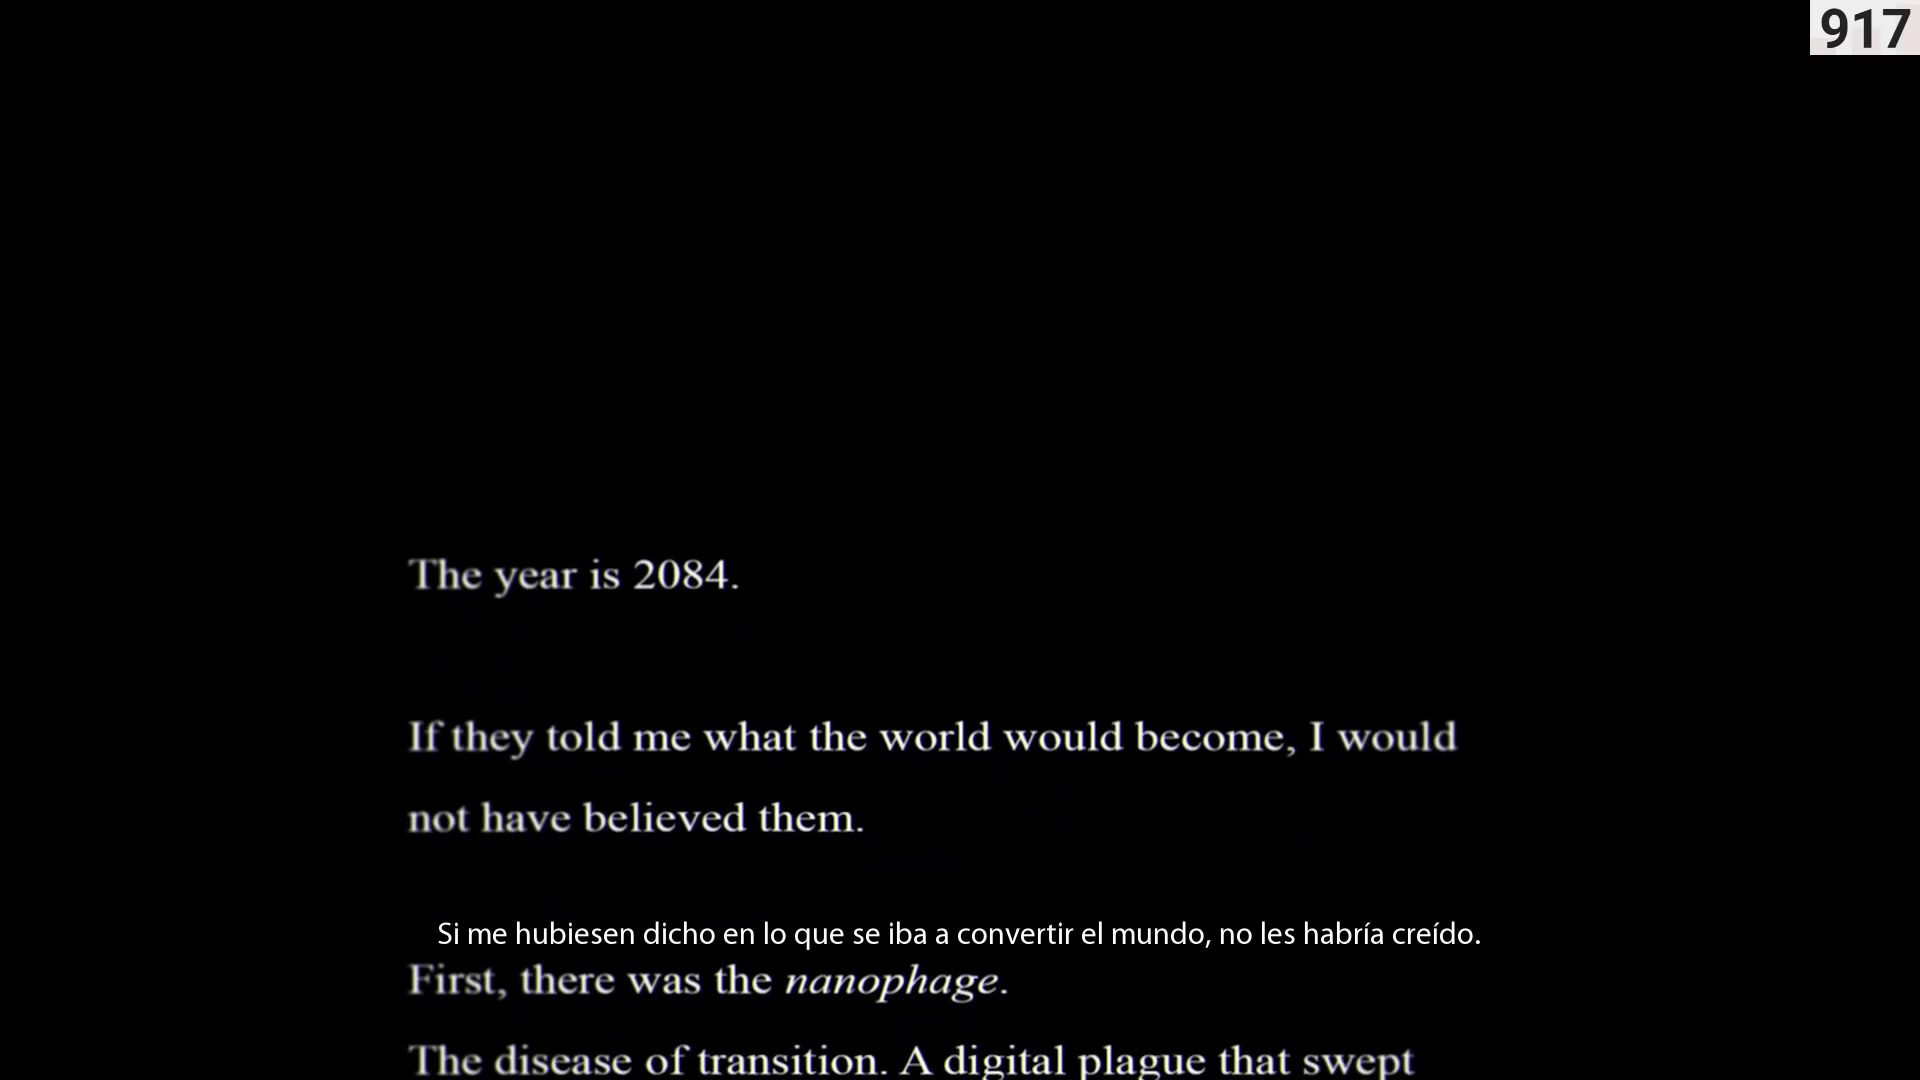 917
The year is 2084.
If they told me what the world would become, I would
not have believed them.
Si me hubiesen dicho en lo que se iba a convertir el mundo, no les habría creído.
First, there was the nanophage.
The disease of transition. A digital plague that swept